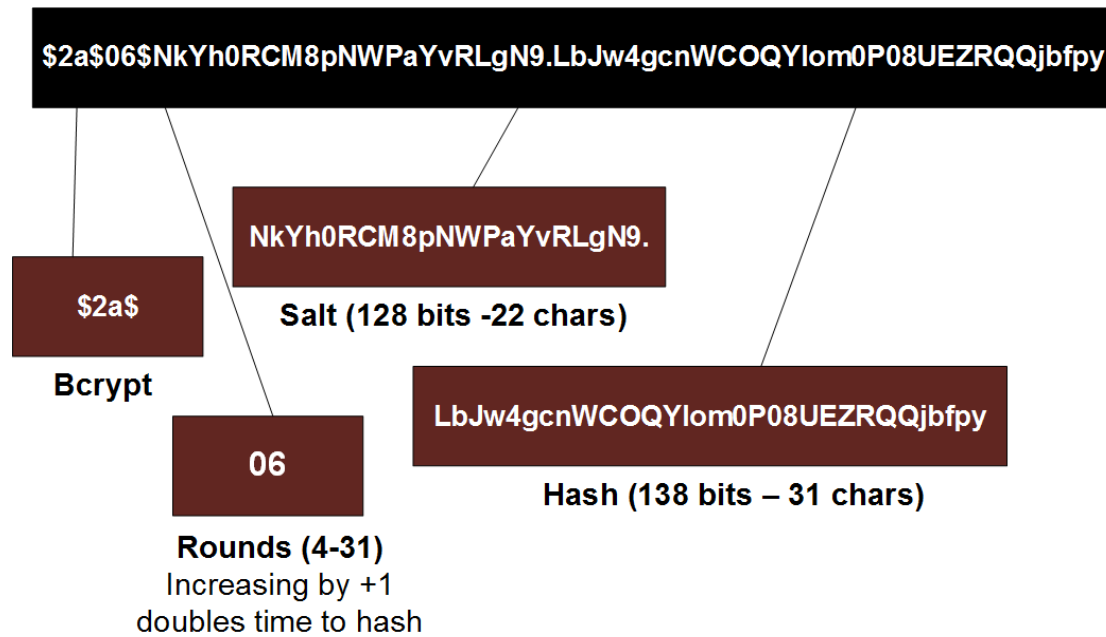 $2a$06$NkYh0RCM8pNWPaYvRLgN9.LbJw4gcnWCOQYIom0P08UEZRQQjbfpy
NkYh0RCM8pNWPaYvRLgN9.
Salt (128 bits -22 chars)
$2a$
Bcrypt
LbJw4gcnWCOQYIom0P08UEZRQQjbfpy
Hash (138 bits – 31 chars)
06
Rounds (4-31)
Increasing by +1
doubles time to hash